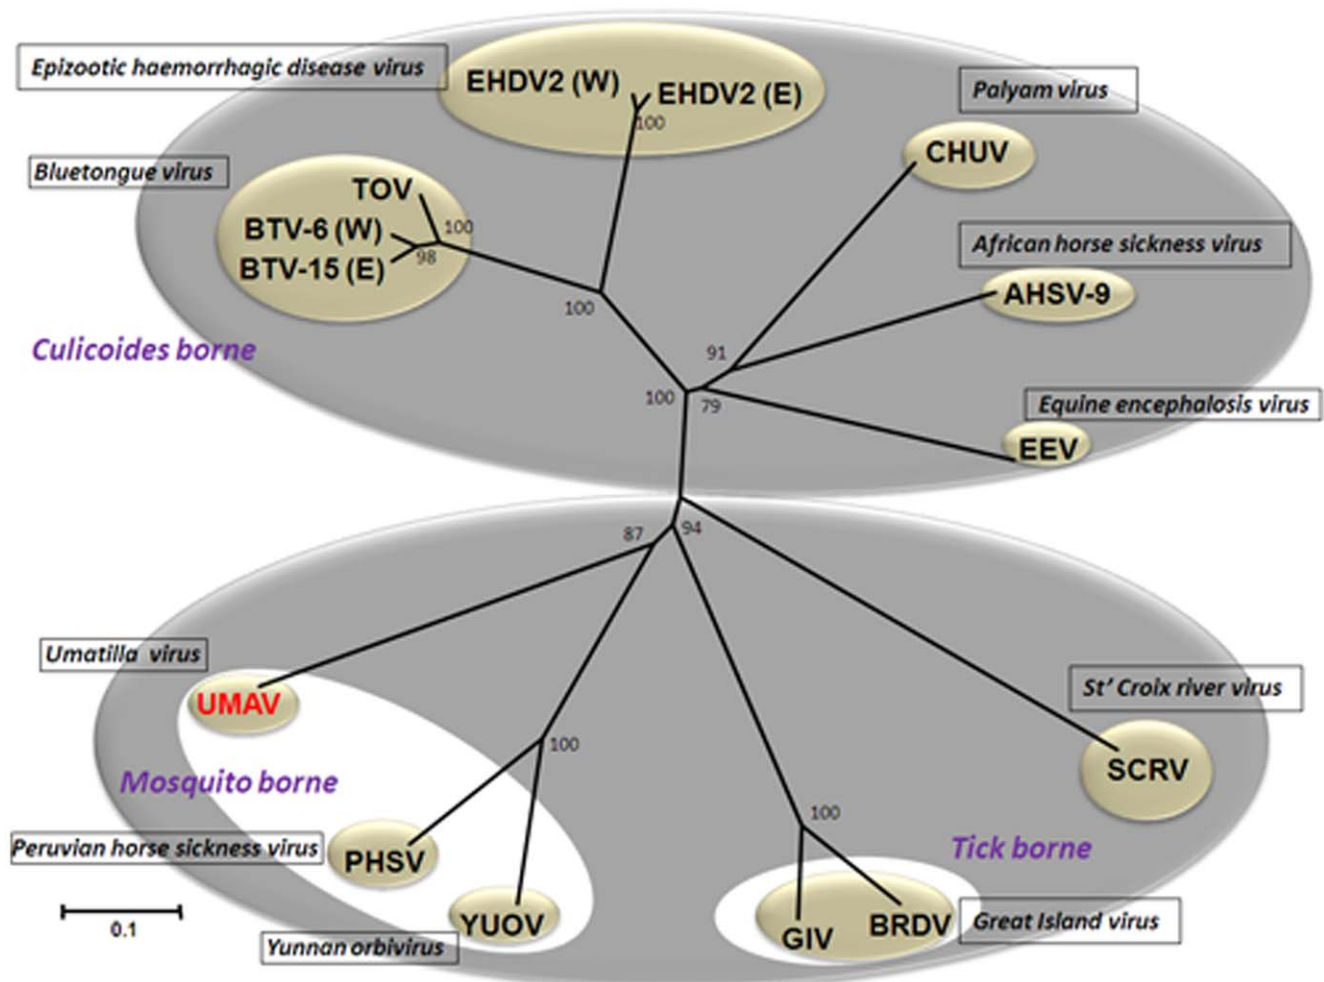 Epizootic haemorrhagic disease virus
EHDV2 (W)
EHDV2 (E)
100
Palyam virus
CHUV
Bluetongue virus
TOV
BTV-6 (W)
BTV-15 (E)
100
98
African horse sickness virus
AHSV-9
100
Culicoides borne
91
100
79
Equine encephalosis virus
EEV
87
94
Umatilla virus
UMAV
St' Croix river virus
SCRV
Mosquito borne
100
100
Peruvian horse sickness virus
PHSV
Tick borne
YUOV
GIV
BRDV
Great Island virus
0.1
Yunnan orbivirus